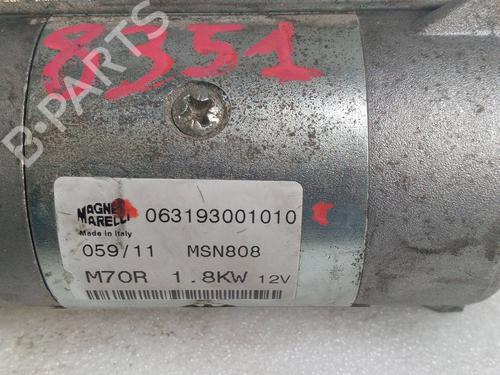 8351
B-PARTS
MAGNETI
MARELLI
Made in Italy
063193001010
059/11 MSN808
M70R 1.8KW 12V